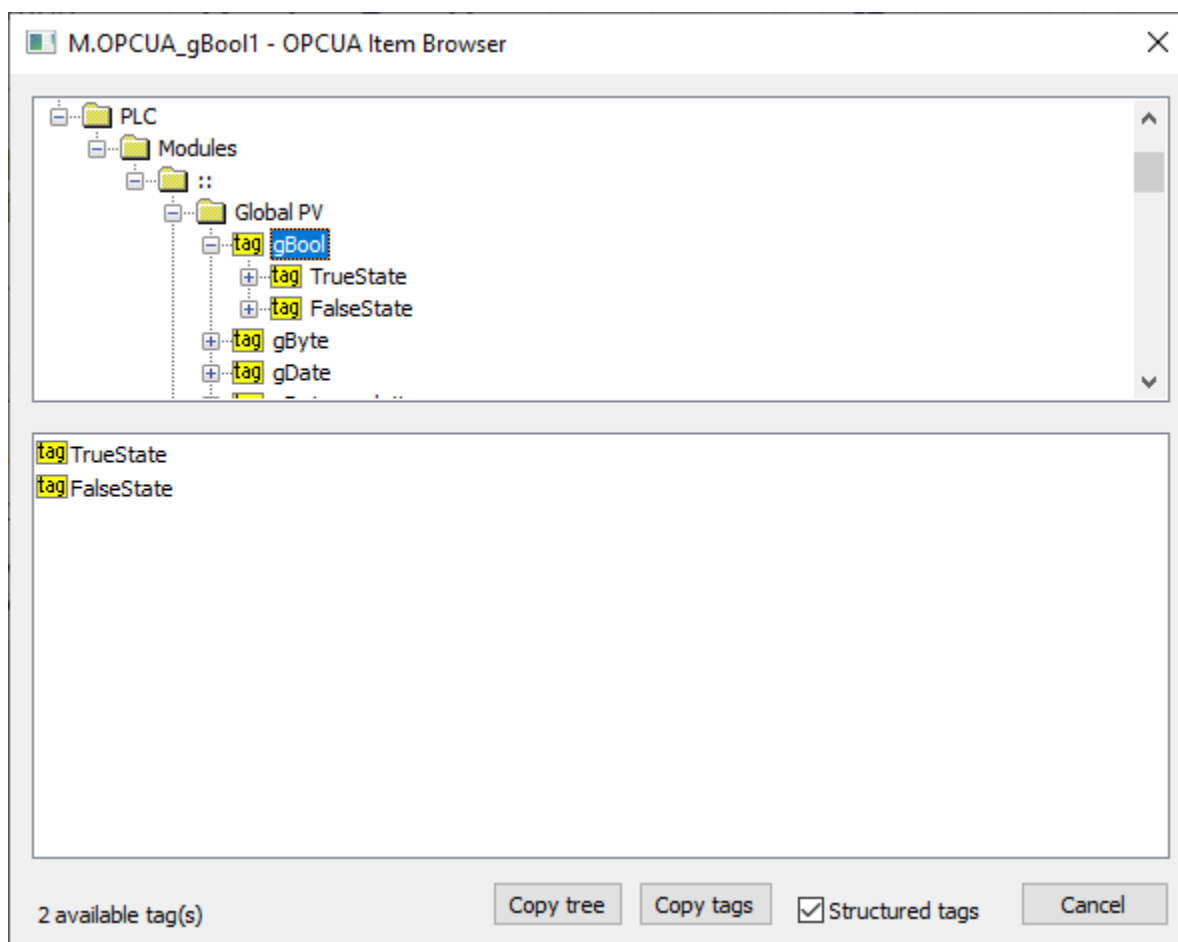 M.OPCUA_gBool1 - OPCUA Item Browser
PLC
Modules
::
Global PV
tag gBool
tag TrueState
tag FalseState
tag gByte
tag gDate
tag TrueState
tag FalseState
2 available tag(s)
Copy tree
Copy tags
Structured tags
Cancel